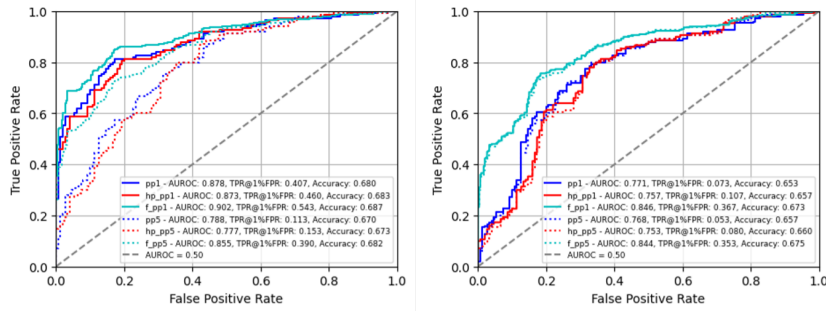 1.0
0.8
0.6
0.4
0.2
0.0
True Positive Rate
pp1 - AUROC: 0.878, TPR@1%FPR: 0.407, Accuracy: 0.680
hp_pp1 - AUROC: 0.873, TPR@1%FPR: 0.460, Accuracy: 0.683
f_pp1 - AUROC: 0.902, TPR@1%FPR: 0.543, Accuracy: 0.687
pp5 - AUROC: 0.788, TPR@1%FPR: 0.113, Accuracy: 0.670
hp_pp5 - AUROC: 0.777, TPR@1%FPR: 0.153, Accuracy: 0.673
f_pp5 - AUROC: 0.855, TPR@1%FPR: 0.390, Accuracy: 0.682
AUROC = 0.50
0.0 0.2 0.4 0.6 0.8 1.0
False Positive Rate
1.0
0.8
0.6
0.4
0.2
0.0
True Positive Rate
pp1 - AUROC: 0.771, TPR@1%FPR: 0.073, Accuracy: 0.653
hp_pp1 - AUROC: 0.757, TPR@1%FPR: 0.107, Accuracy: 0.657
f_pp1 - AUROC: 0.846, TPR@1%FPR: 0.367, Accuracy: 0.673
pp5 - AUROC: 0.768, TPR@1%FPR: 0.053, Accuracy: 0.657
hp_pp5 - AUROC: 0.753, TPR@1%FPR: 0.080, Accuracy: 0.660
f_pp5 - AUROC: 0.844, TPR@1%FPR: 0.353, Accuracy: 0.675
AUROC = 0.50
0.0 0.2 0.4 0.6 0.8 1.0
False Positive Rate